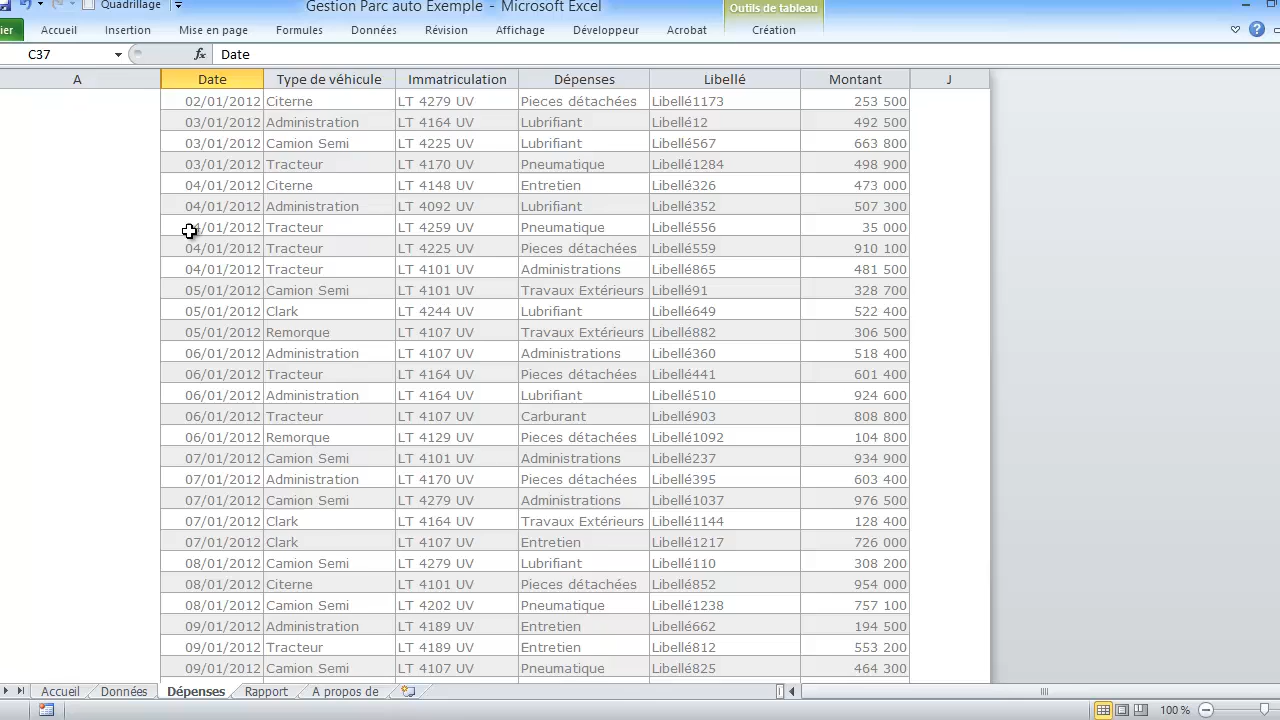 Quadrillage
Gestion Parc auto Exemple - Microsoft Excel
Outils de tableau
ier Accueil Insertion Mise en page Formules Données Révision Affichage Développeur Acrobat Création
C37 fx Date
A Date Type de véhicule Immatriculation Dépenses Libellé Montant J
02/01/2012 Citerne LT 4279 UV Pieces détachées Libellé1173 253 500
03/01/2012 Administration LT 4164 UV Lubrifiant Libellé12 492 500
03/01/2012 Camion Semi LT 4225 UV Lubrifiant Libellé567 663 800
03/01/2012 Tracteur LT 4170 UV Pneumatique Libellé1284 498 900
04/01/2012 Citerne LT 4148 UV Entretien Libellé326 473 000
04/01/2012 Administration LT 4092 UV Lubrifiant Libellé352 507 300
/01/2012 Tracteur LT 4259 UV Pneumatique Libellé556 35 000
04/01/2012 Tracteur LT 4225 UV Pieces détachées Libellé559 910 100
04/01/2012 Tracteur LT 4101 UV Administrations Libellé865 481 500
05/01/2012 Camion Semi LT 4101 UV Travaux Extérieurs Libellé91 328 700
05/01/2012 Clark LT 4244 UV Lubrifiant Libellé649 522 400
05/01/2012 Remorque LT 4107 UV Travaux Extérieurs Libellé882 306 500
06/01/2012 Administration LT 4107 UV Administrations Libellé360 518 400
06/01/2012 Tracteur LT 4164 UV Pieces détachées Libellé441 601 400
06/01/2012 Administration LT 4164 UV Lubrifiant Libellé510 924 600
06/01/2012 Tracteur LT 4107 UV Carburant Libellé903 808 800
06/01/2012 Remorque LT 4129 UV Pieces détachées Libellé1092 104 800
07/01/2012 Camion Semi LT 4101 UV Administrations Libellé237 934 900
07/01/2012 Administration LT 4170 UV Pieces détachées Libellé395 603 400
07/01/2012 Camion Semi LT 4279 UV Administrations Libellé1037 976 500
07/01/2012 Clark LT 4164 UV Travaux Extérieurs Libellé1144 128 400
07/01/2012 Clark LT 4107 UV Entretien Libellé1217 726 000
08/01/2012 Camion Semi LT 4279 UV Lubrifiant Libellé110 308 200
08/01/2012 Citerne LT 4101 UV Pieces détachées Libellé852 954 000
08/01/2012 Camion Semi LT 4202 UV Pneumatique Libellé1238 757 100
09/01/2012 Administration LT 4189 UV Entretien Libellé662 194 500
09/01/2012 Tracteur LT 4189 UV Entretien Libellé812 553 200
09/01/2012 Camion Semi LT 4107 UV Pneumatique Libellé825 464 300
Accueil Données Dépenses Rapport A propos de
100 %